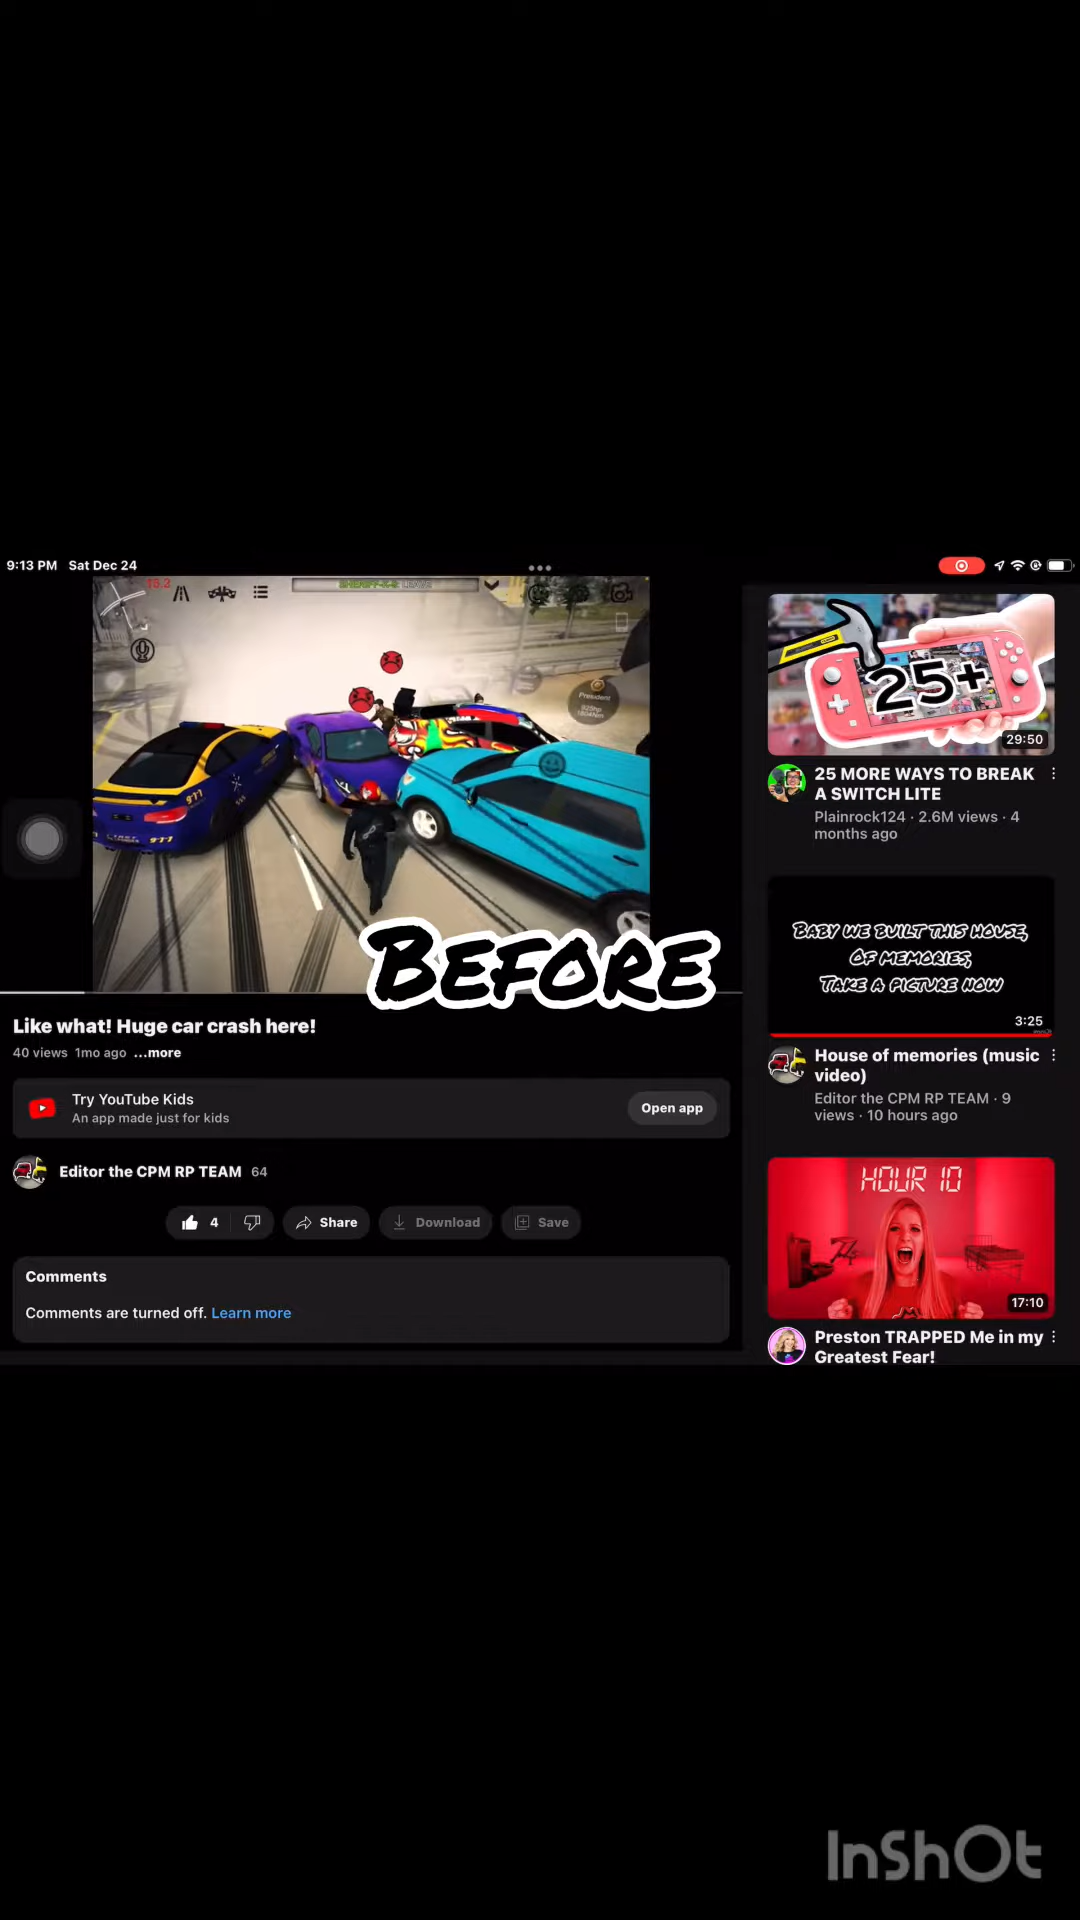 9:13 PM Sat Dec 24
25+
29:50
25 MORE WAYS TO BREAK
A SWITCH LITE
Plainrock124 · 2.6M views · 4
months ago
President
911
911
BEFORE
BABY WE BUILT THIS HOUSE,
OF MEMORIES,
TAKE A PICTURE NOW
3:25
House of memories (music
video)
Editor the CPM RP TEAM · 9
views · 10 hours ago
Like what! Huge car crash here!
40 views 1mo ago ...more
Try YouTube Kids
An app made just for kids
Open app
Editor the CPM RP TEAM 64
4
Share
Download
Save
Comments
Comments are turned off. Learn more
HOUR 10
17:10
Preston TRAPPED Me in my
Greatest Fear!
InShOt